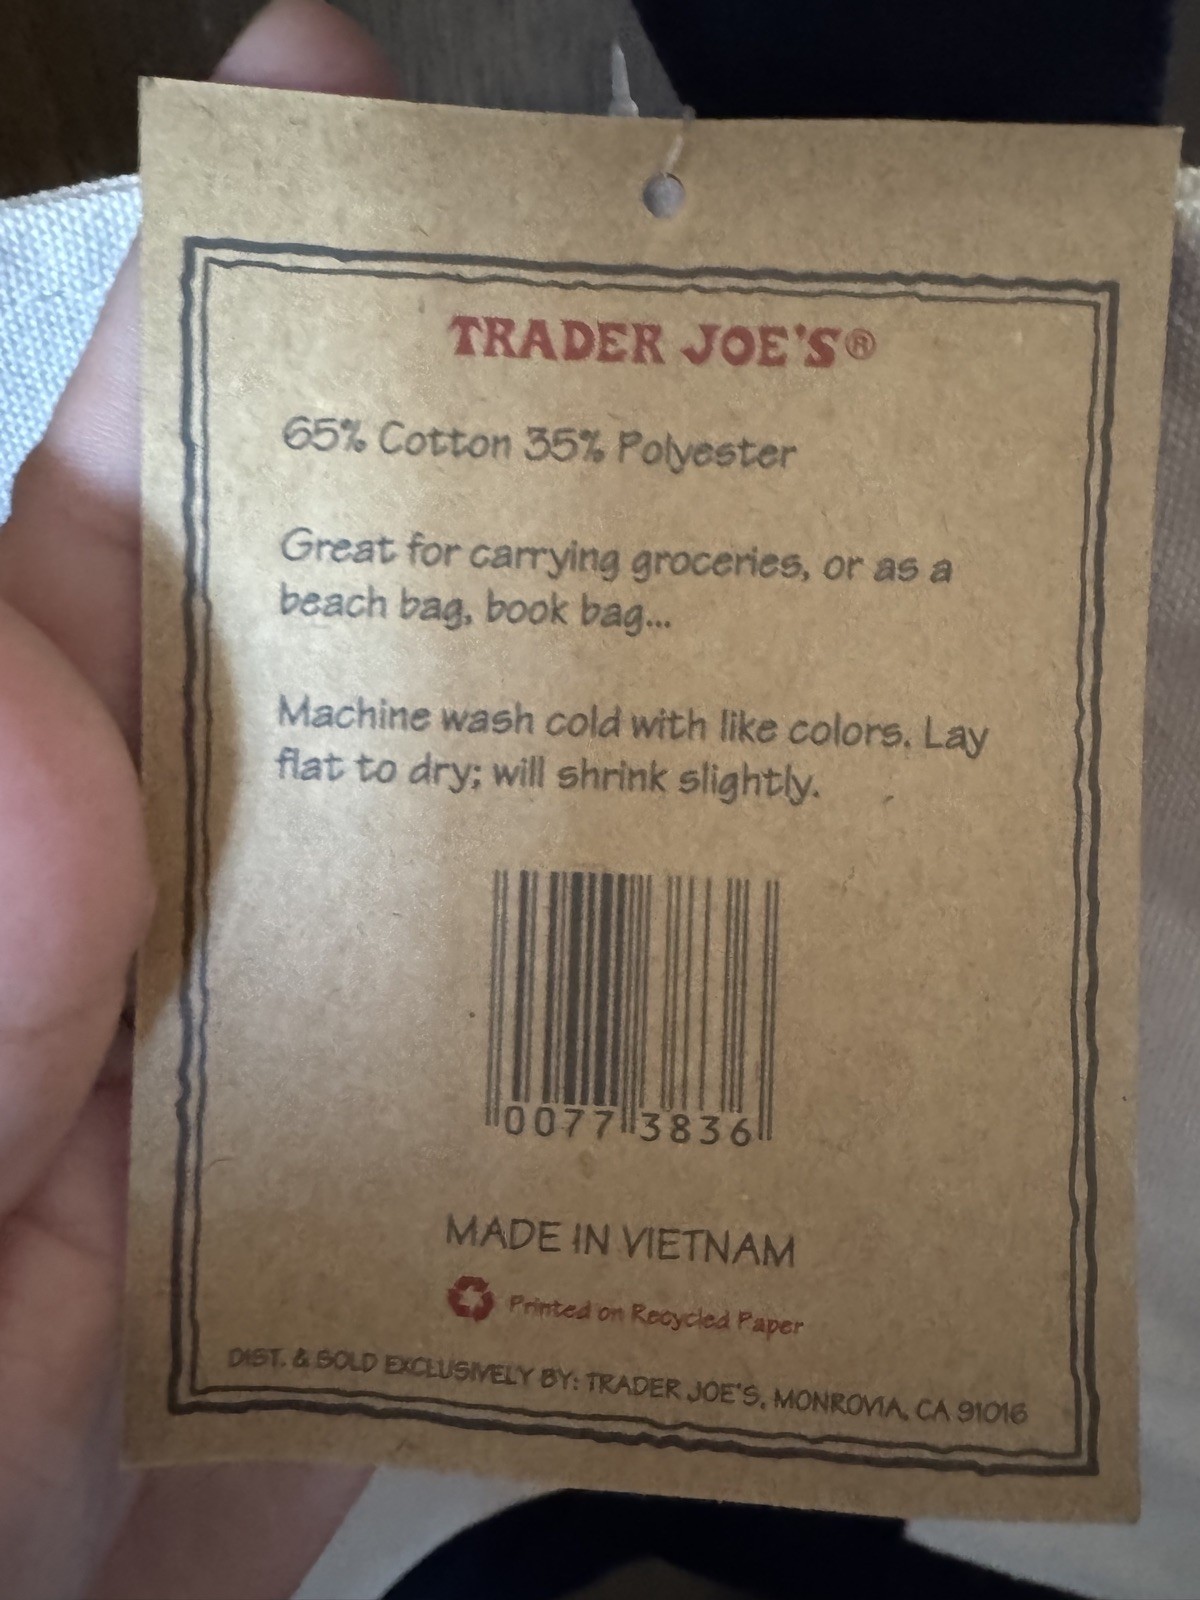 TRADER JOE'S®
65% Cotton 35% Polyester
Great for carrying groceries, or as a
beach bag, book bag...
Machine wash cold with like colors. Lay
flat to dry; will shrink slightly.
0077 3836
MADE IN VIETNAM
Printed on Recycled Paper
DIST. & SOLD EXCLUSIVELY BY: TRADER JOE'S, MONROVIA, CA 91016